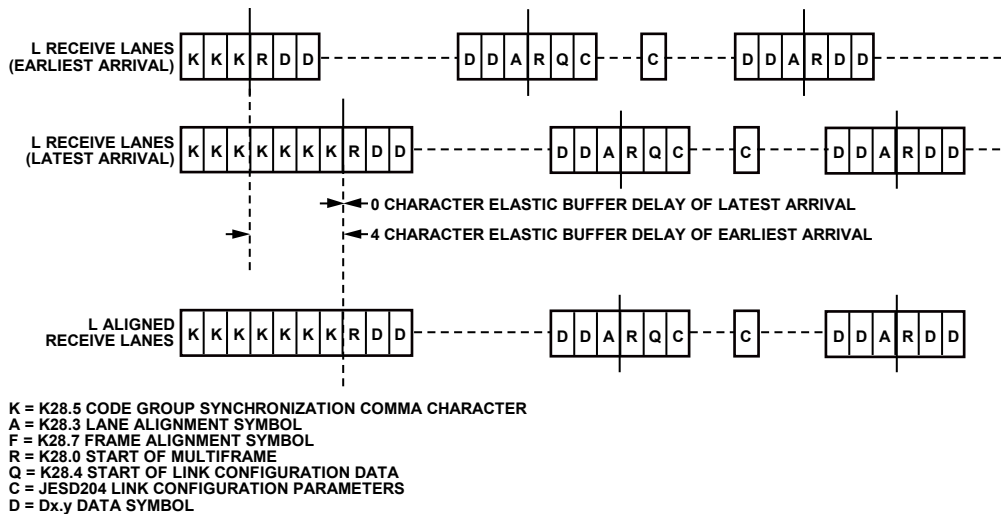 L RECEIVE LANES
(EARLIEST ARRIVAL)
K K K R D D
D D A R Q C
C
D D A R D D
L RECEIVE LANES
(LATEST ARRIVAL)
K K K K K K K R D D
D D A R Q C
C
D D A R D D
0 CHARACTER ELASTIC BUFFER DELAY OF LATEST ARRIVAL
4 CHARACTER ELASTIC BUFFER DELAY OF EARLIEST ARRIVAL
L ALIGNED
RECEIVE LANES
K K K K K K K R D D
D D A R Q C
C
D D A R D D
K = K28.5 CODE GROUP SYNCHRONIZATION COMMA CHARACTER
A = K28.3 LANE ALIGNMENT SYMBOL
F = K28.7 FRAME ALIGNMENT SYMBOL
R = K28.0 START OF MULTIFRAME
Q = K28.4 START OF LINK CONFIGURATION DATA
C = JESD204 LINK CONFIGURATION PARAMETERS
D = Dx.y DATA SYMBOL